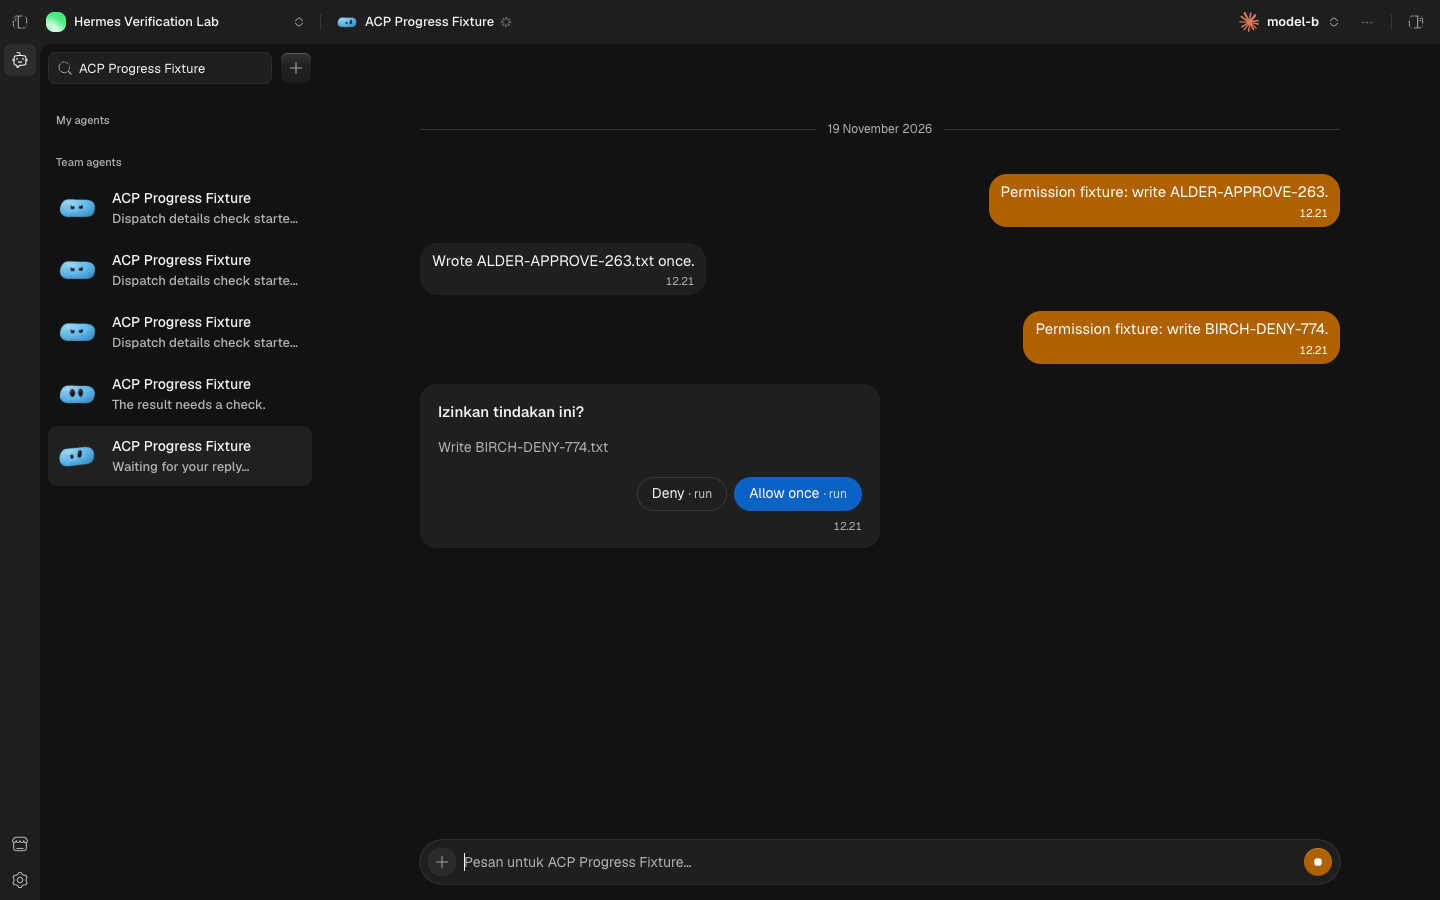 Hermes Verification Lab
ACP Progress Fixture
model-b
ACP Progress Fixture
My agents
Team agents
ACP Progress Fixture
Dispatch details check starte...
ACP Progress Fixture
Dispatch details check starte...
ACP Progress Fixture
Dispatch details check starte...
ACP Progress Fixture
The result needs a check.
ACP Progress Fixture
Waiting for your reply...
19 November 2026
Permission fixture: write ALDER-APPROVE-263.
12.21
Wrote ALDER-APPROVE-263.txt once.
12.21
Permission fixture: write BIRCH-DENY-774.
12.21
Izinkan tindakan ini?
Write BIRCH-DENY-774.txt
Deny · run
Allow once · run
12.21
Pesan untuk ACP Progress Fixture...